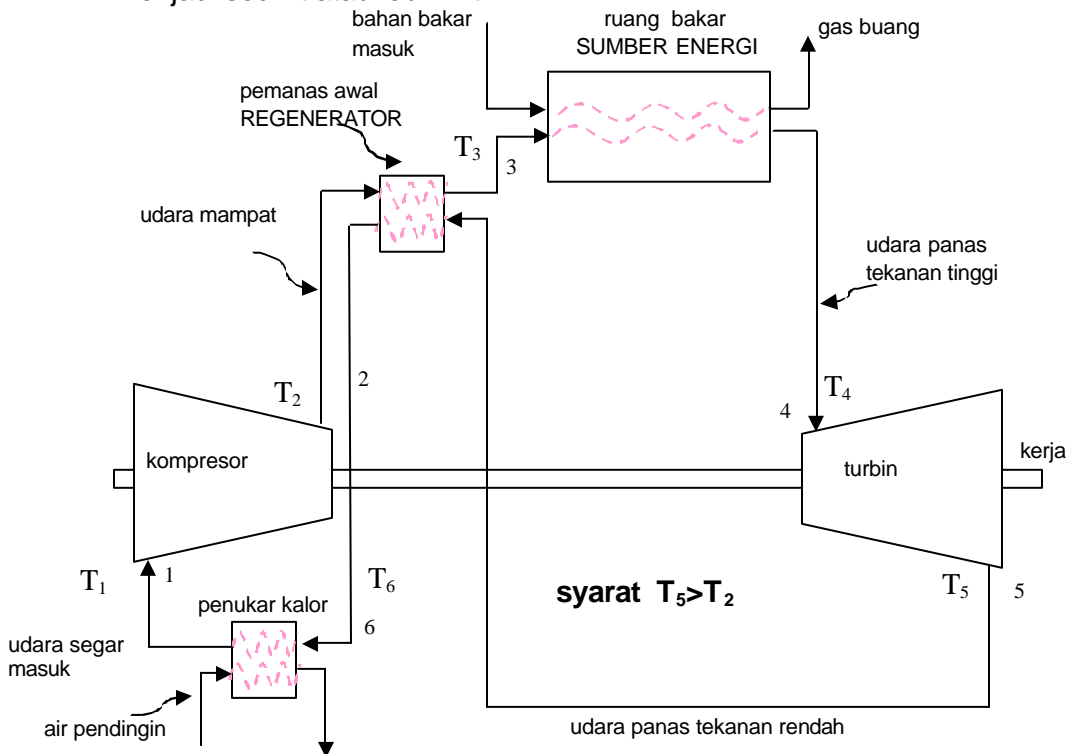 bahan bakar
masuk
ruang bakar
SUMBER ENERGI
gas buang
pemanas awal
REGENERATOR
T3
3
udara mampat
udara panas
tekanan tinggi
2
T2
T4
4
kompresor
turbin
kerja
T1
1
T6
6
penukar kalor
syarat T5>T2
T5
5
udara segar
masuk
air pendingin
udara panas tekanan rendah